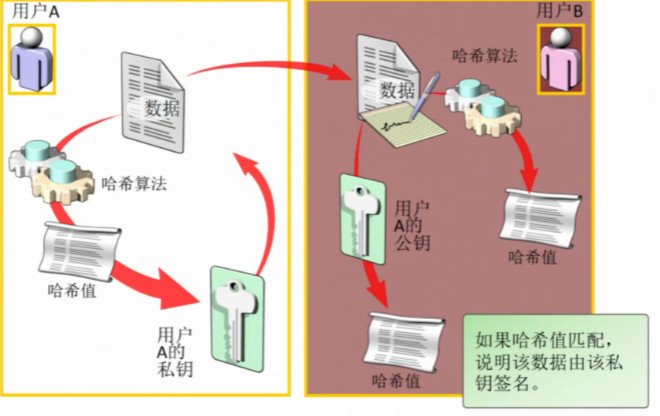 用户A
数据
哈希算法
哈希值
用户
A的
私钥
用户B
哈希算法
数据
用户
A的
公钥
哈希值
哈希值
如果哈希值匹配，
说明该数据由该私
钥签名。